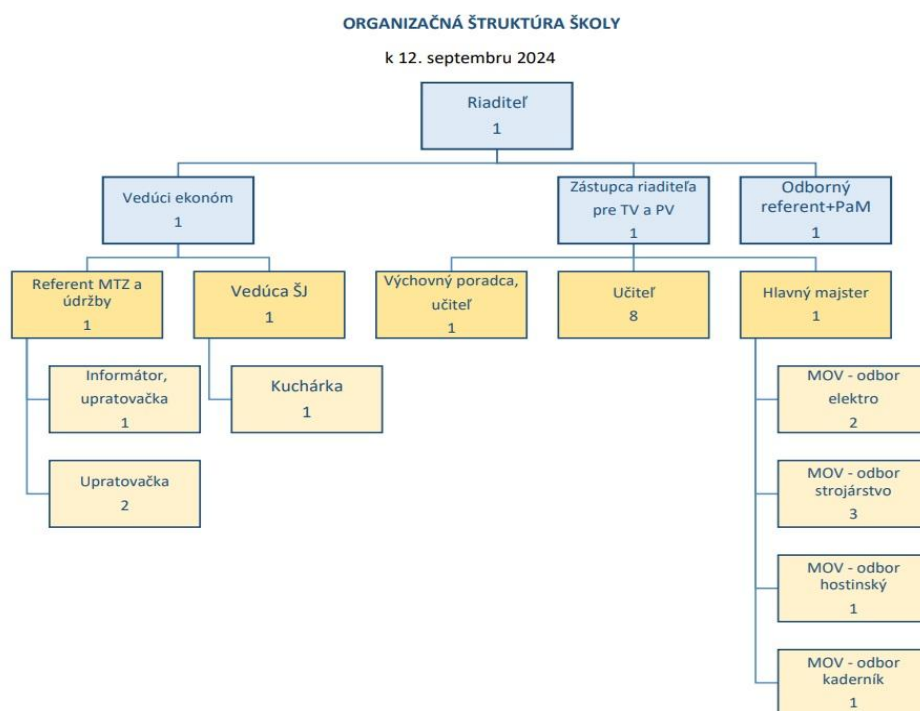 ORGANIZAČNÁ ŠTRUKTÚRA ŠKOLY
k 12. septembru 2024
Riaditeľ
1
Vedúci ekonóm
1
Zástupca riaditeľa
pre TV a PV
1
Odborný
referent+PaM
1
Referent MTZ a
údržby
1
Vedúca ŠJ
1
Výchovný poradca,
učiteľ
1
Učiteľ
8
Hlavný majster
1
Informátor,
upratovačka
1
Kuchárka
1
MOV - odbor
elektro
2
Upratovačka
2
MOV - odbor
strojárstvo
3
MOV - odbor
hostinský
1
MOV - odbor
kaderník
1